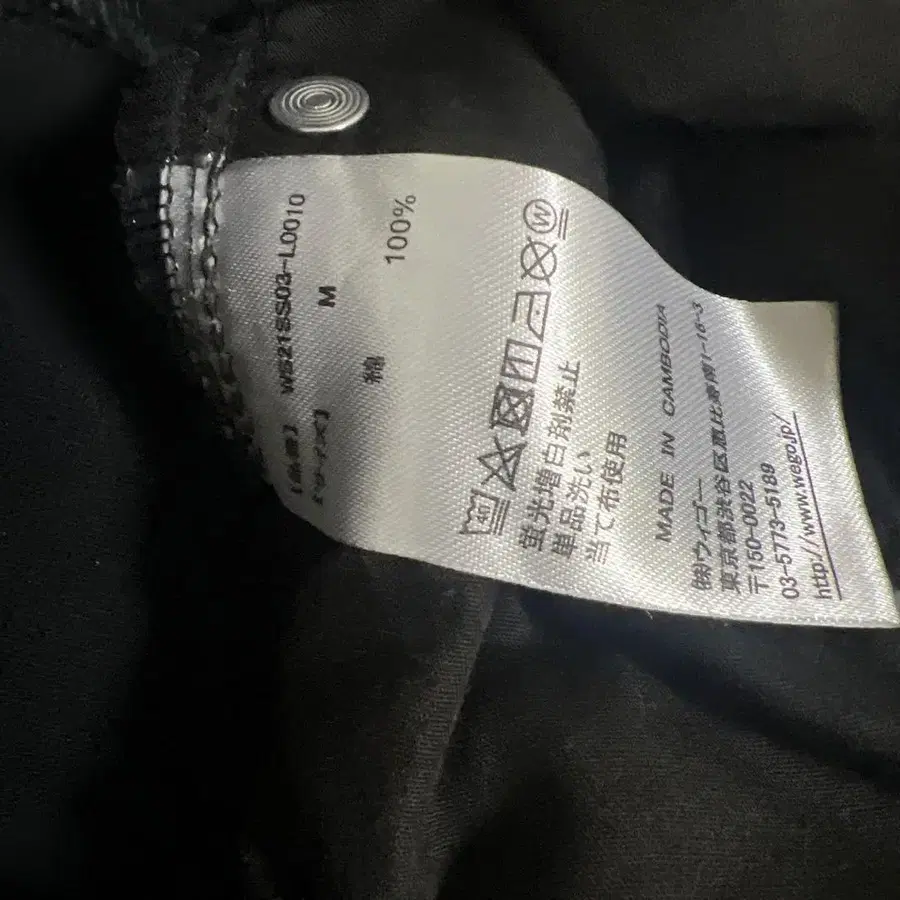 【品番】 WS21SS03-L0010
【サイズ】 M
綿 100%
40
W
蛍光増白剤禁止
単品洗い
当て布使用
MADE IN CAMBODIA
㈱ウィゴー
東京都渋谷区恵比寿南1-16-3
〒150-0022
03-5773-5189
http://www.wego.jp/